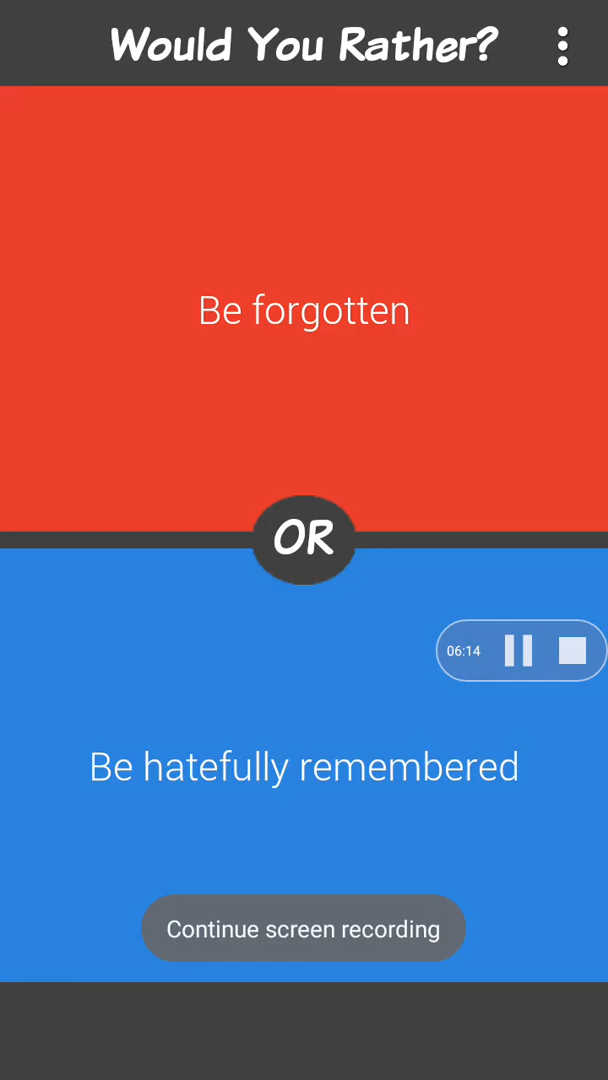 Would You Rather?
Be forgotten
OR
06:14
Be hatefully remembered
Continue screen recording